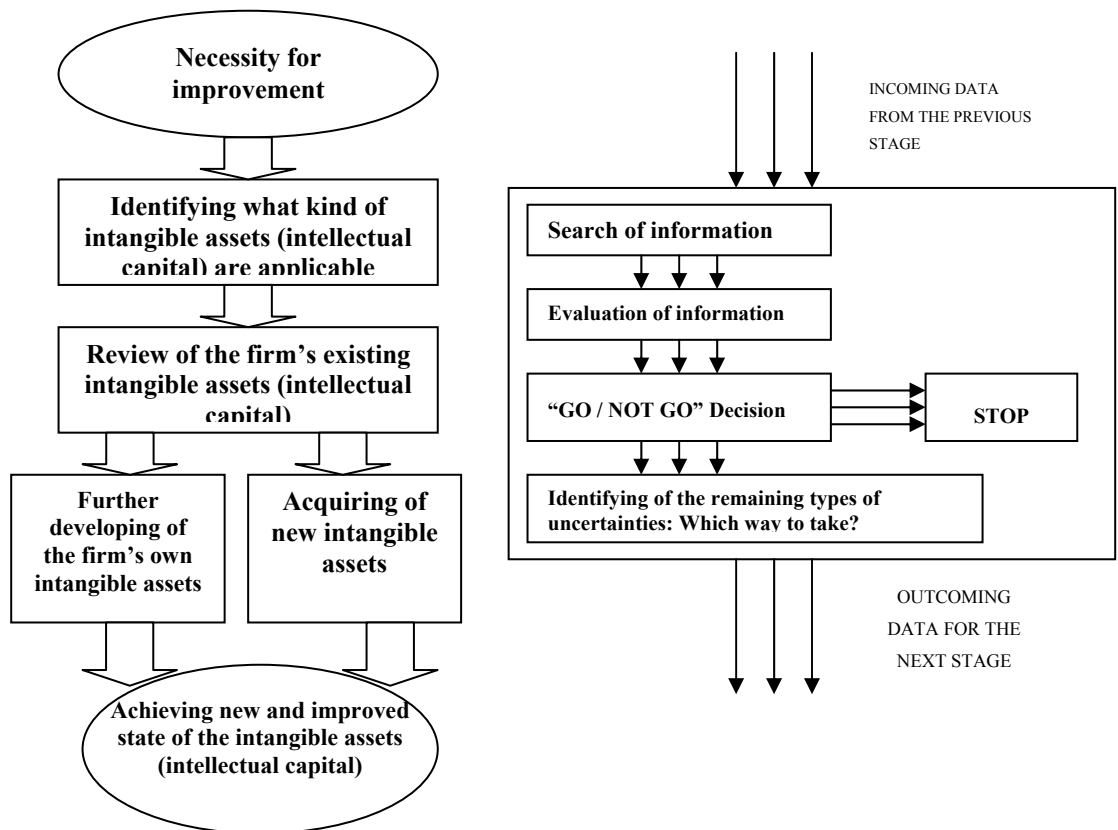 Necessity for
improvement
Identifying what kind of
intangible assets (intellectual
capital) are applicable
Review of the firm’s existing
intangible assets (intellectual
capital)
Further
developing of
the firm’s own
intangible assets
Acquiring of
new intangible
assets
Achieving new and improved
state of the intangible assets
(intellectual capital)
INCOMING DATA
FROM THE PREVIOUS
STAGE
Search of information
Evaluation of information
“GO / NOT GO” Decision
STOP
Identifying of the remaining types of
uncertainties: Which way to take?
OUTCOMING
DATA FOR THE
NEXT STAGE